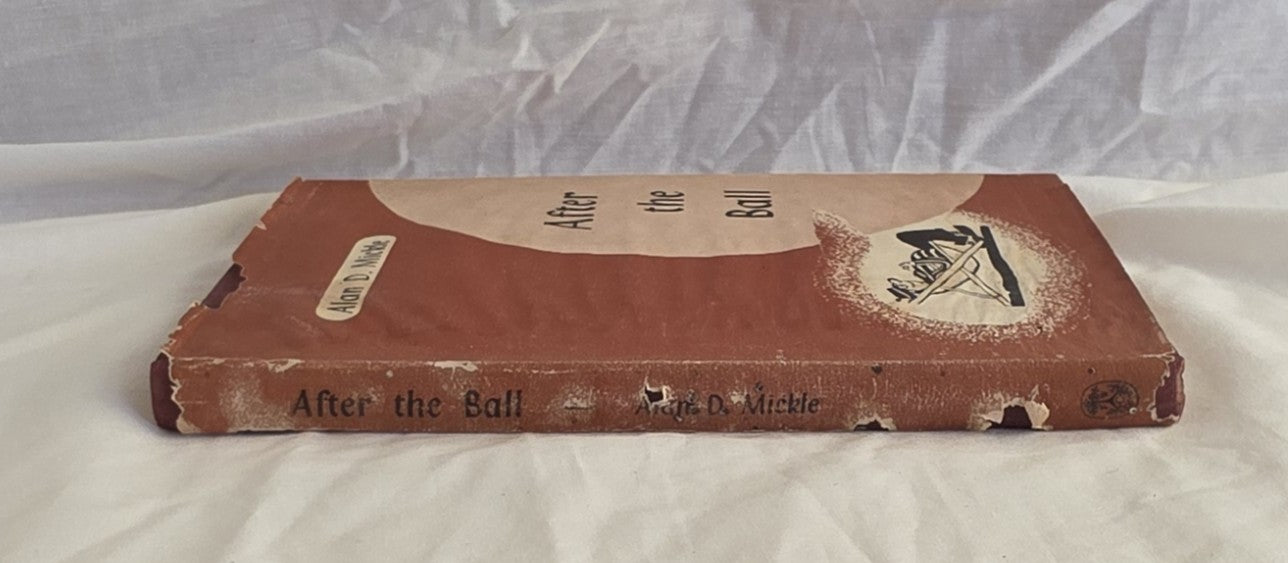 After
the
Ball
Alan D. Mickle
After the Ball — Alan D. Mickle